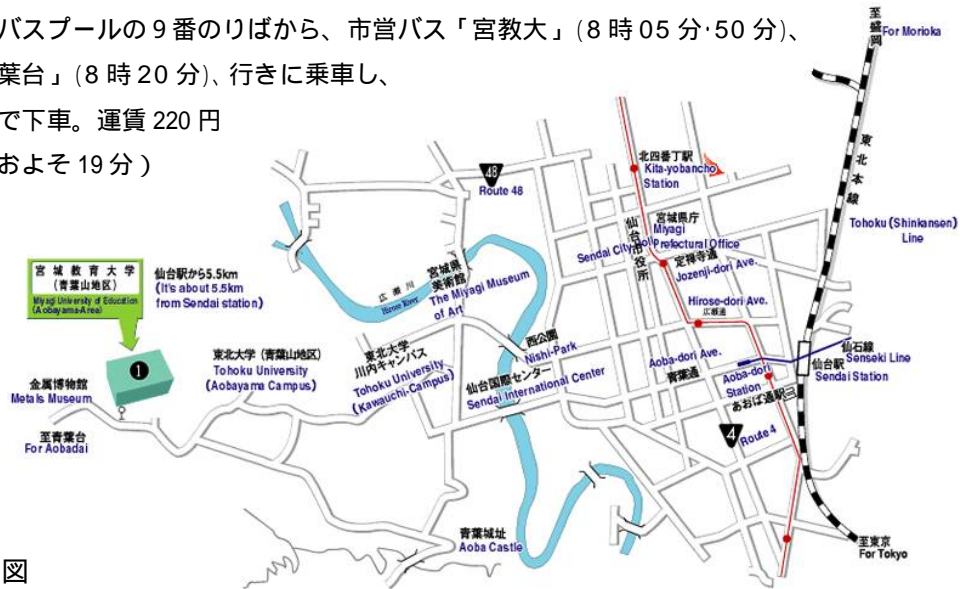 バスプールの9番のりばから、市営バス「宮教大」(8時05分･50分)、
葉台」(8時20分)、行きに乗車し、
で下車。運賃 220 円
およそ 19 分)
至盛岡
For Morioka
東北本線
Tohoku (Shinkansen)
Line
48
Route 48
北四番丁駅
Kita-yobancho
Station
宮城県庁
Miyagi
Prefectural Office
仙台市役所
Sendai City
定禅寺通
Jozenji-dori Ave.
Hirose-dori Ave.
広瀬通
宮城教育大学
(青葉山地区)
Miyagi University of Education
(Aobayama-Area)
仙台駅から5.5km
(It's about 5.5km
from Sendai station)
広瀬川
Hirose River
宮城県
美術館
The Miyagi Museum
of Art
西公園
Nishi-Park
仙石線
Senseki Line
仙台駅
Sendai Station
Aoba-dori Ave.
青葉通
Aoba-dori
Station
あおば通駅
東北大学(青葉山地区)
Tohoku University
(Aobayama Campus)
東北大学
川内キャンパス
Tohoku University
(Kawauchi-Campus)
仙台国際センター
Sendai International Center
1
金属博物館
Metals Museum
至青葉台
For Aobadai
4
Route 4
青葉城址
Aoba Castle
至東京
For Tokyo
図